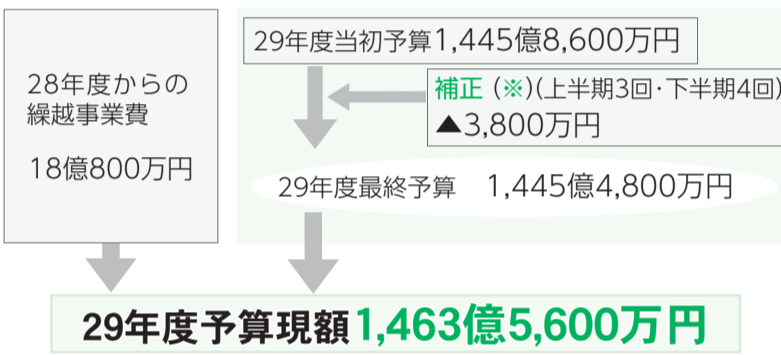 28年度からの
繰越事業費
18億800万円
29年度当初予算1,445億8,600万円
補正（※）(上半期3回・下半期4回)
▲3,800万円
29年度最終予算　1,445億4,800万円
29年度予算現額1,463億5,600万円